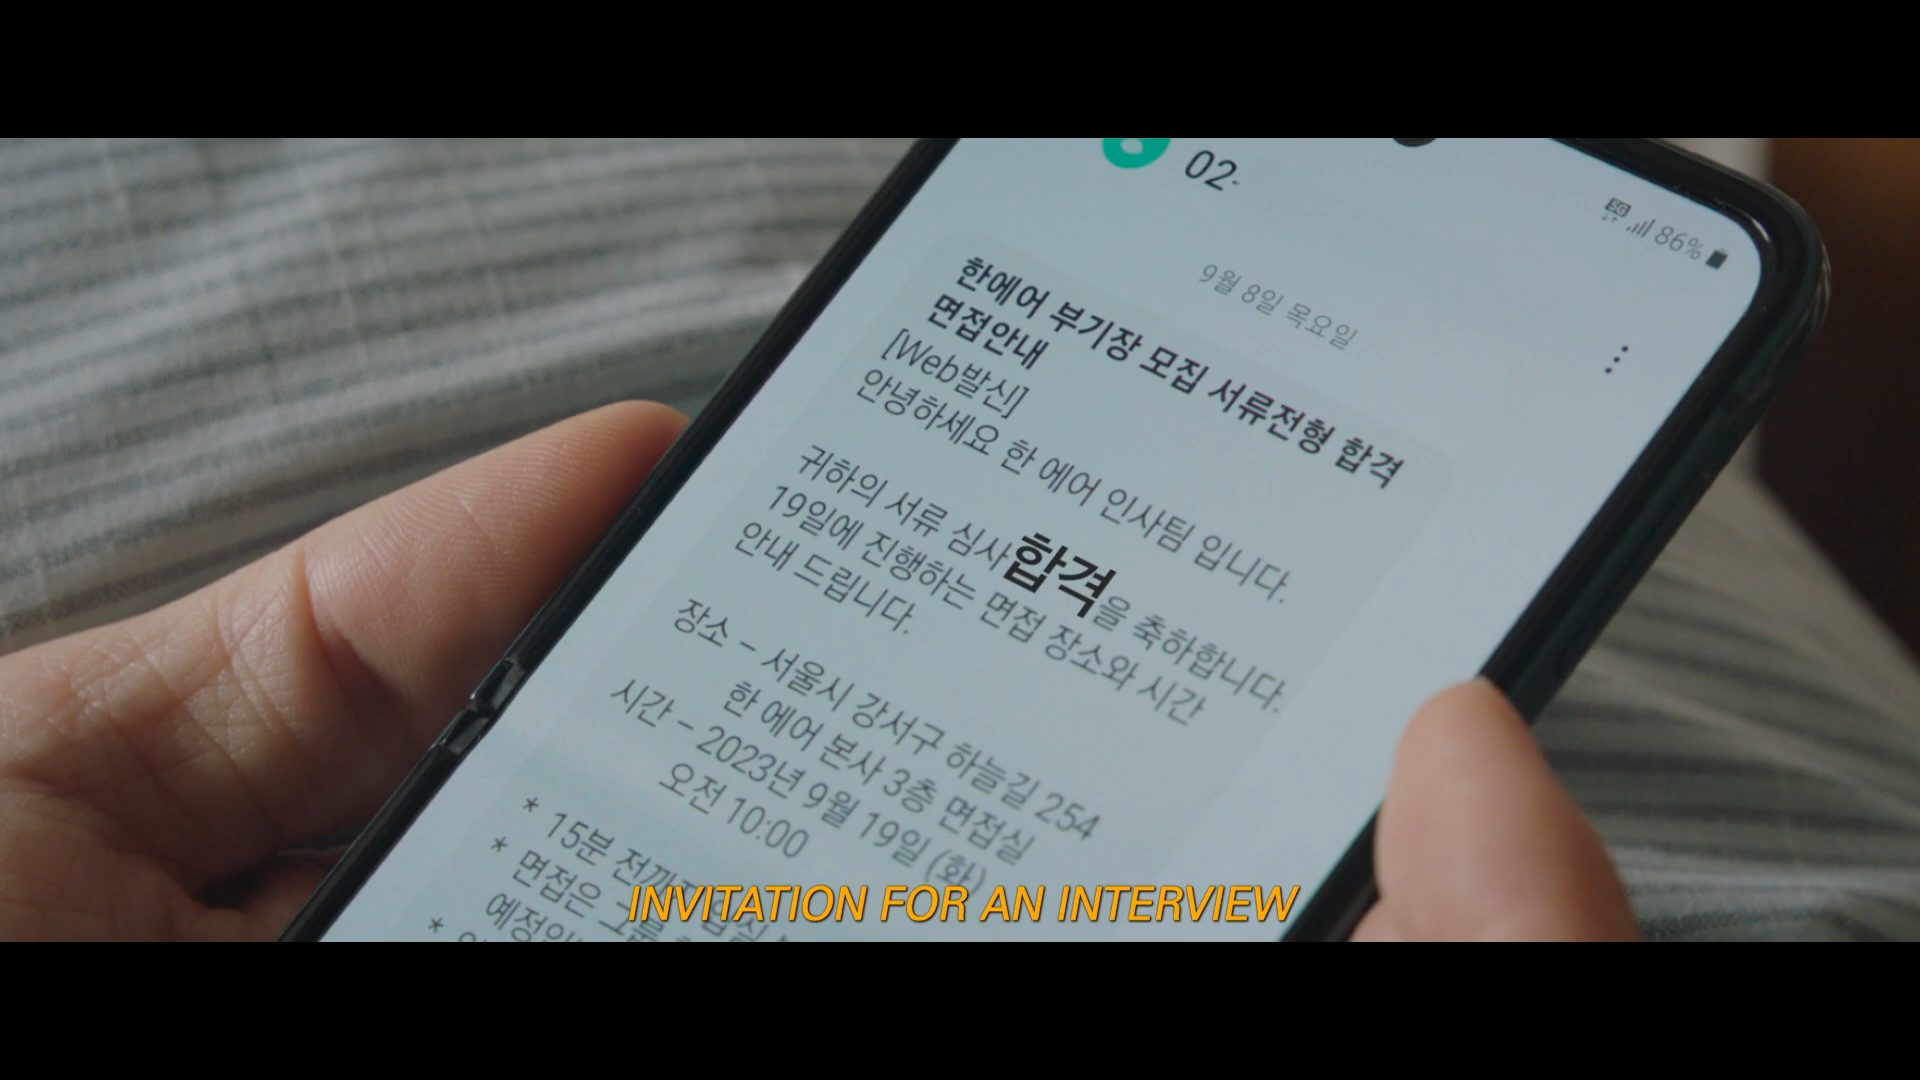 02-
5G 86%
9월 8일 목요일
한에어 부기장 모집 서류전형 합격
면접안내
[Web발신]
안녕하세요 한 에어 인사팀 입니다.
귀하의 서류 심사합격을 축하합니다.
19일에 진행하는 면접 장소와 시간
안내 드립니다.
장소 - 서울시 강서구 하늘길 254
한 에어 본사 3층 면접실
시간 - 2023년 9월 19일 (화)
오전 10:00
* 15분 전까지
* 면접은 그룹
*
INVITATION FOR AN INTERVIEW